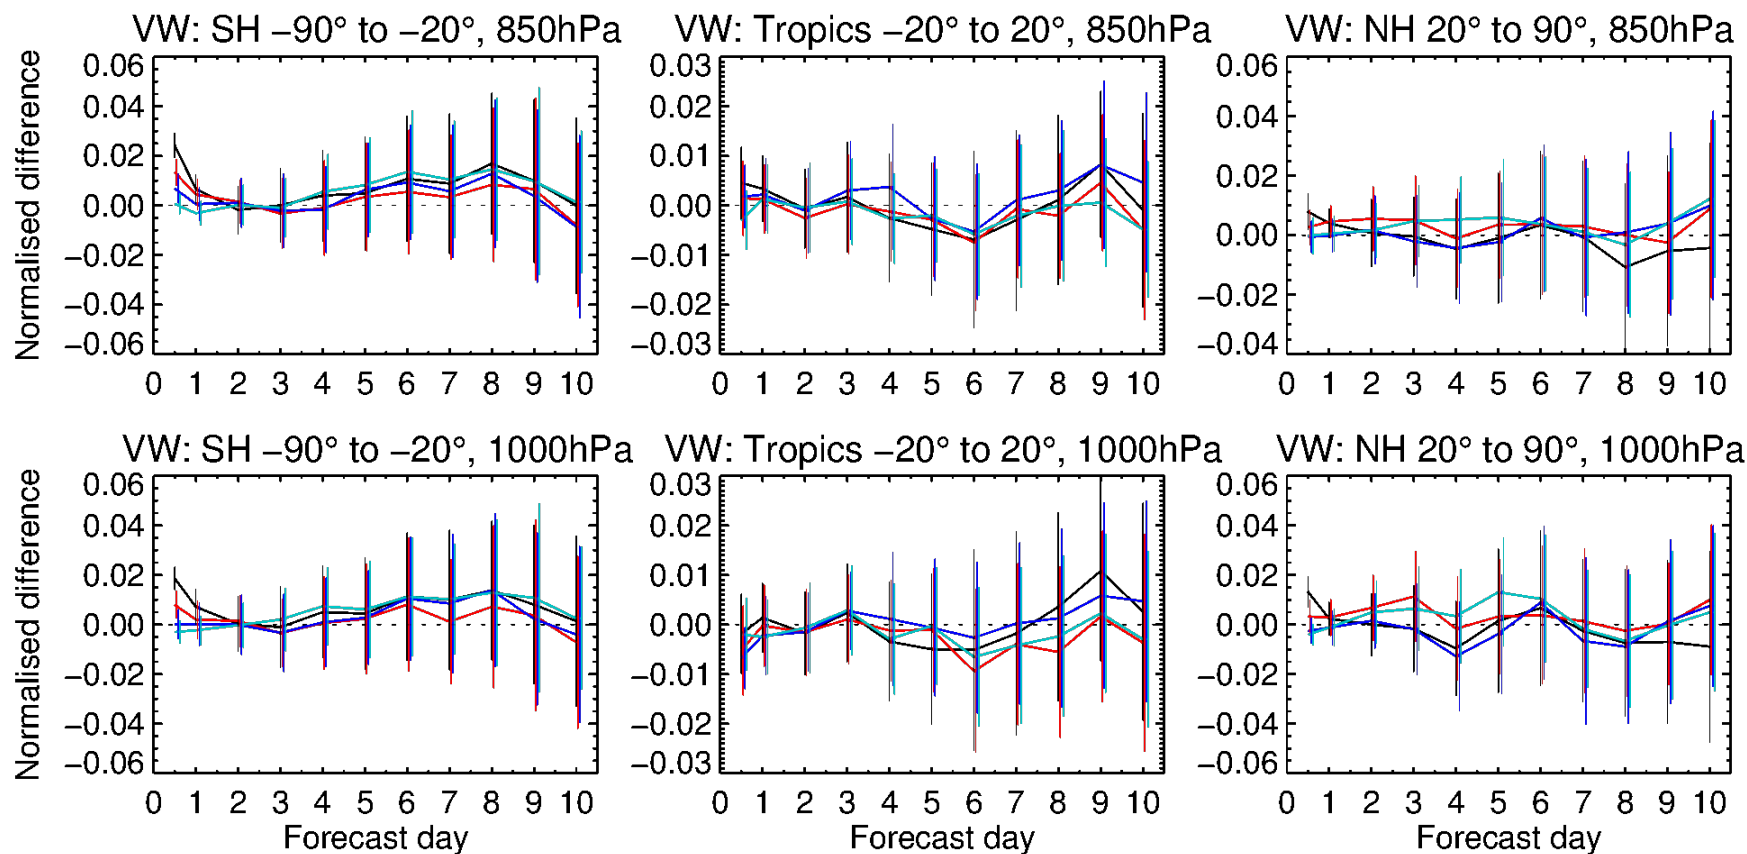 VW: SH −90° to −20°, 850hPa
Normalised difference
0.06
0.04
0.02
0.00
−0.02
−0.04
−0.06
0 1 2 3 4 5 6 7 8 9 10
VW: Tropics −20° to 20°, 850hPa
0.03
0.02
0.01
0.00
−0.01
−0.02
−0.03
0 1 2 3 4 5 6 7 8 9 10
VW: NH 20° to 90°, 850hPa
0.06
0.04
0.02
0.00
−0.02
−0.04
0 1 2 3 4 5 6 7 8 9 10
VW: SH −90° to −20°, 1000hPa
Normalised difference
0.06
0.04
0.02
0.00
−0.02
−0.04
−0.06
0 1 2 3 4 5 6 7 8 9 10
Forecast day
VW: Tropics −20° to 20°, 1000hPa
0.03
0.02
0.01
0.00
−0.01
−0.02
−0.03
0 1 2 3 4 5 6 7 8 9 10
Forecast day
VW: NH 20° to 90°, 1000hPa
0.06
0.04
0.02
0.00
−0.02
−0.04
−0.06
0 1 2 3 4 5 6 7 8 9 10
Forecast day